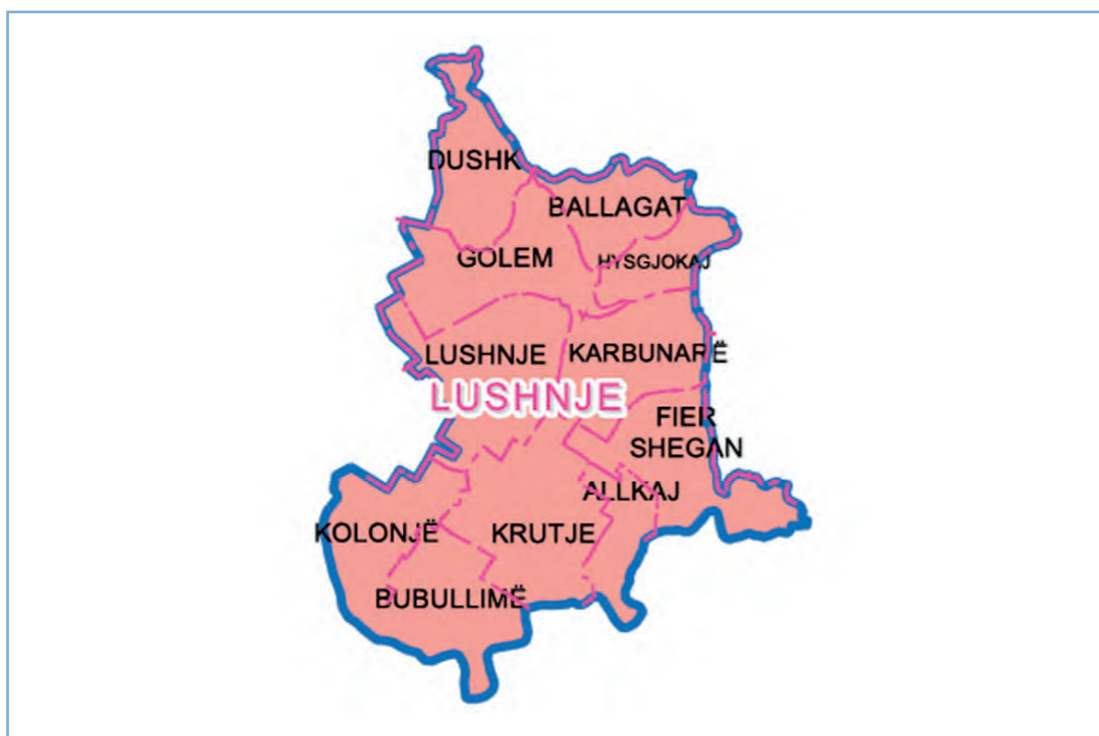 DUSHK
BALLAGAT
GOLEM
HYSGJOKAJ
LUSHNJE
KARBUNARË
LUSHNJE
FIER
SHEGAN
ALLKAJ
KOLONJË
KRUTJE
BUBULLIMË